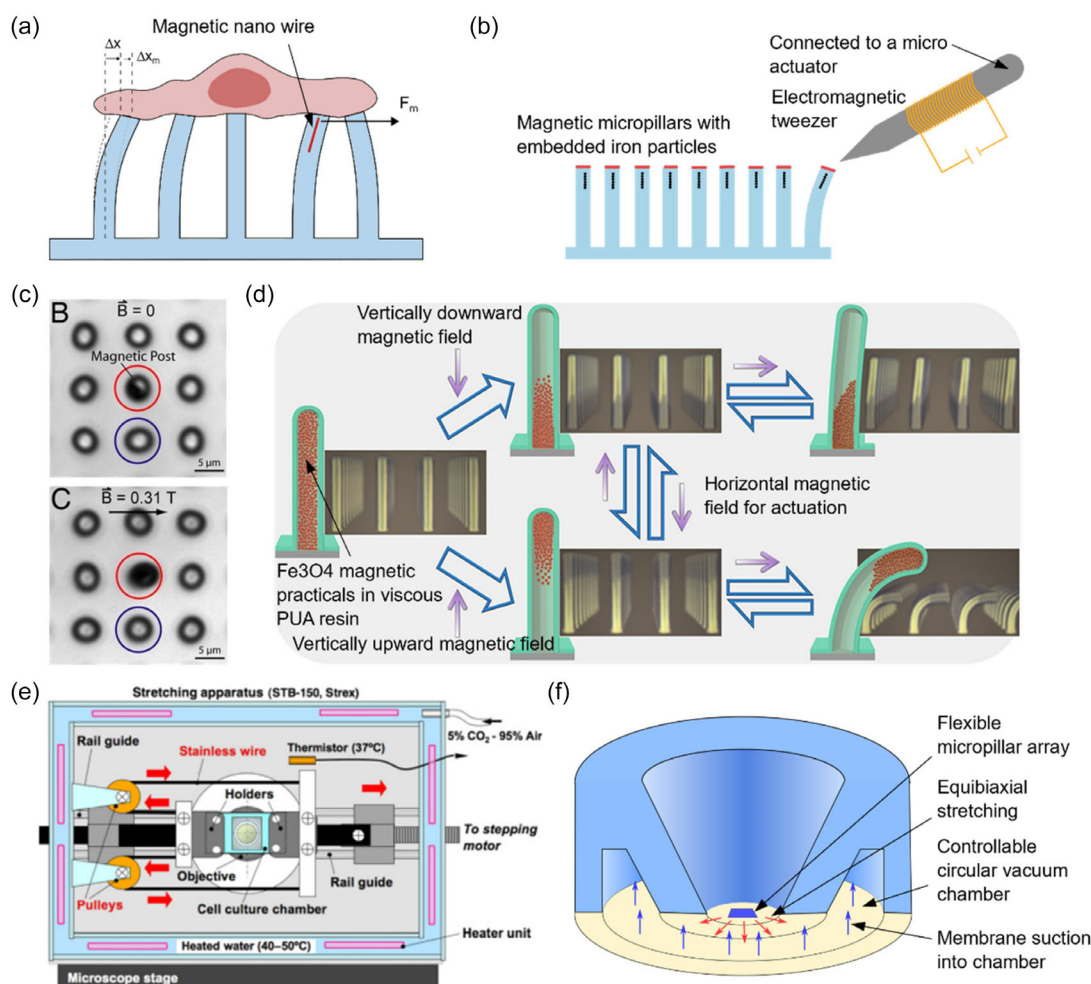 (a)
Magnetic nano wire
Δx
Δxm
Fm
(b)
Connected to a micro
actuator
Electromagnetic
tweezer
Magnetic micropillars with
embedded iron particles
(c)
B
B⃗ = 0
Magnetic Post
5 µm
C
B⃗ = 0.31 T
5 µm
(d)
Vertically downward
magnetic field
Horizontal magnetic
field for actuation
Fe3O4 magnetic
practicals in viscous
PUA resin
Vertically upward magnetic field
(e)
Stretching apparatus (STB-150, Strex)
5% CO2 - 95% Air
Rail guide
Stainless wire
Thermistor (37ºC)
Holders
To stepping
motor
Objective
Rail guide
Pulleys
Cell culture chamber
Heater unit
Heated water (40–50ºC)
Microscope stage
(f)
Flexible
micropillar array
Equibiaxial
stretching
Controllable
circular vacuum
chamber
Membrane suction
into chamber